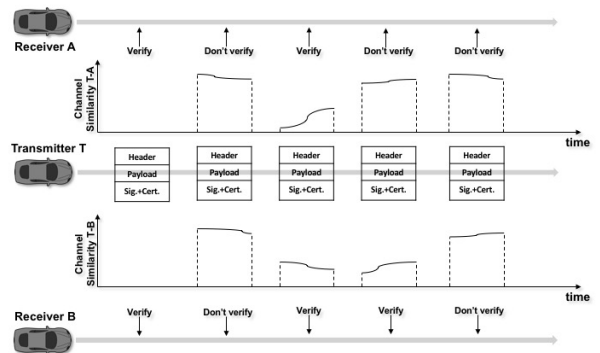 Receiver A
Verify Don't verify Verify Don't verify Don't verify
Channel
Similarity T-A
time
Transmitter T
Header Header Header Header Header
Payload Payload Payload Payload Payload
Sig.+Cert. Sig.+Cert. Sig.+Cert. Sig.+Cert. Sig.+Cert.
Channel
Similarity T-B
time
Verify Don't verify Verify Verify Don't verify
Receiver B